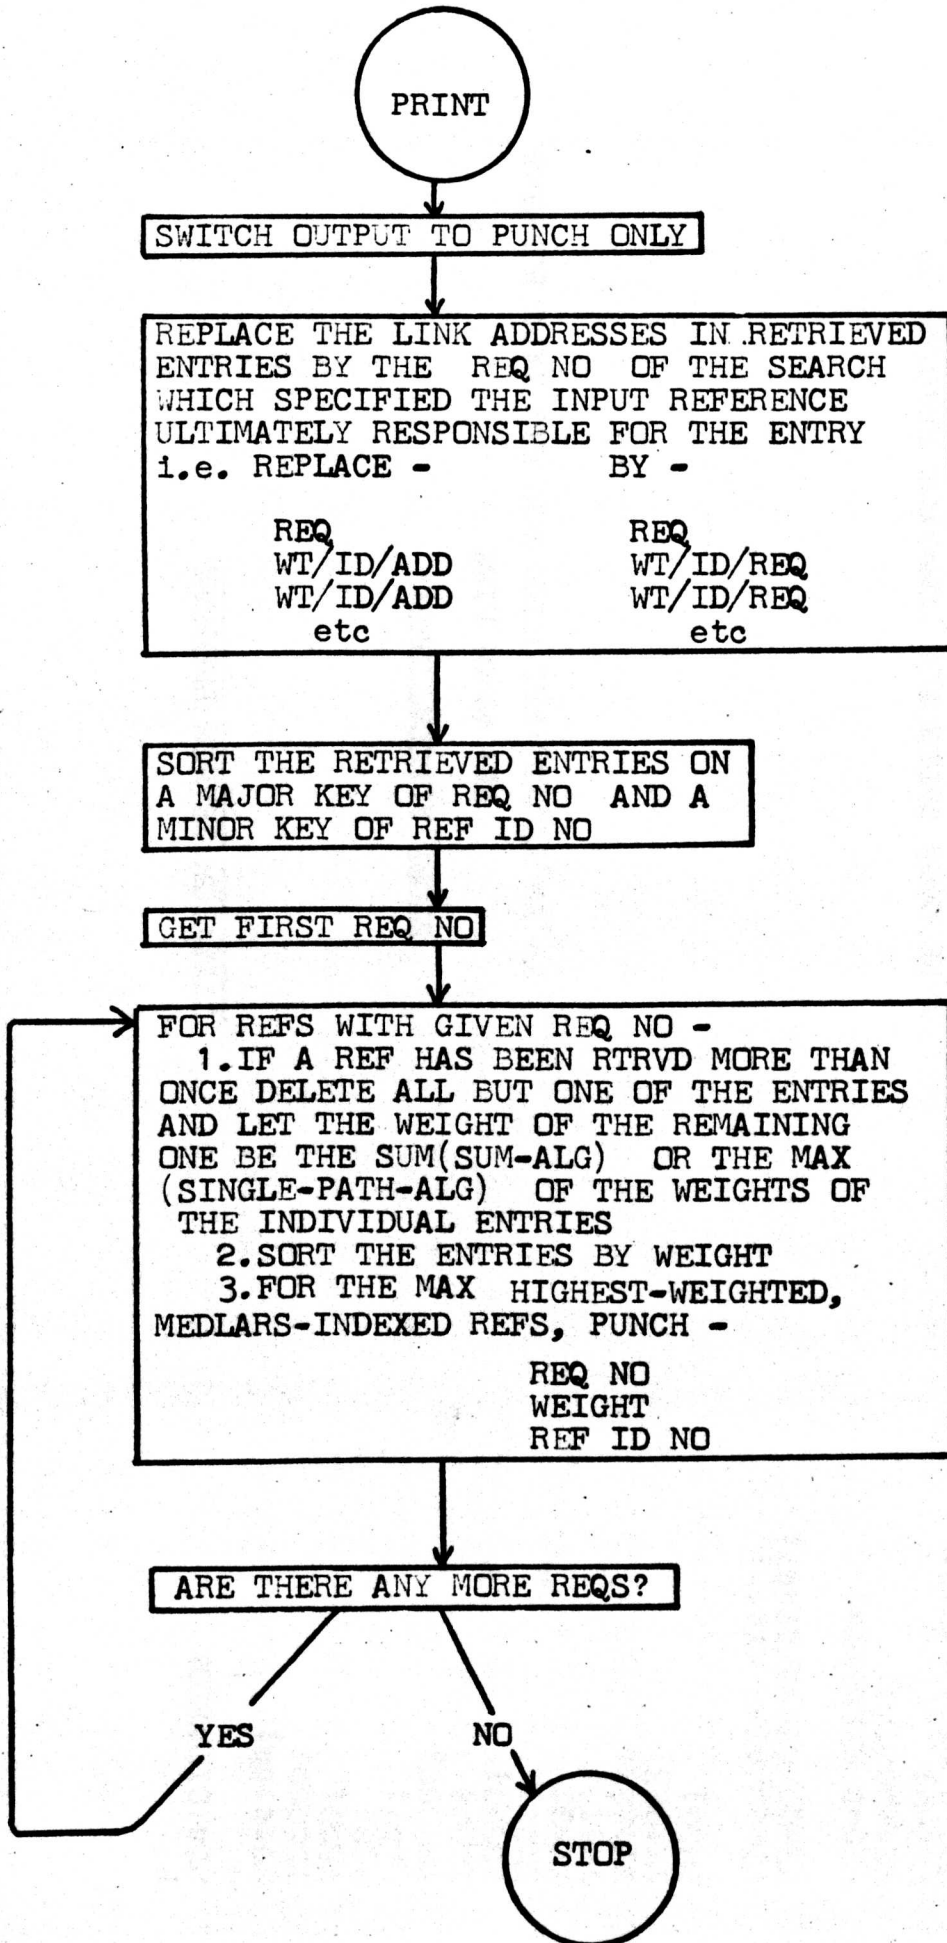 PRINT
SWITCH OUTPUT TO PUNCH ONLY
REPLACE THE LINK ADDRESSES IN .RETRIEVED
ENTRIES BY THE REQ NO OF THE SEARCH
WHICH SPECIFIED THE INPUT REFERENCE
ULTIMATELY RESPONSIBLE FOR THE ENTRY
i.e. REPLACE - BY -
REQ REQ
WT/ID/ADD WT/ID/REQ
WT/ID/ADD WT/ID/REQ
etc etc
SORT THE RETRIEVED ENTRIES ON
A MAJOR KEY OF REQ NO AND A
MINOR KEY OF REF ID NO
GET FIRST REQ NO
FOR REFS WITH GIVEN REQ NO -
1.IF A REF HAS BEEN RTRVD MORE THAN
ONCE DELETE ALL BUT ONE OF THE ENTRIES
AND LET THE WEIGHT OF THE REMAINING
ONE BE THE SUM(SUM-ALG) OR THE MAX
(SINGLE-PATH-ALG) OF THE WEIGHTS OF
THE INDIVIDUAL ENTRIES
2.SORT THE ENTRIES BY WEIGHT
3.FOR THE MAX HIGHEST-WEIGHTED,
MEDLARS-INDEXED REFS, PUNCH -
REQ NO
WEIGHT
REF ID NO
ARE THERE ANY MORE REQS?
YES NO
STOP